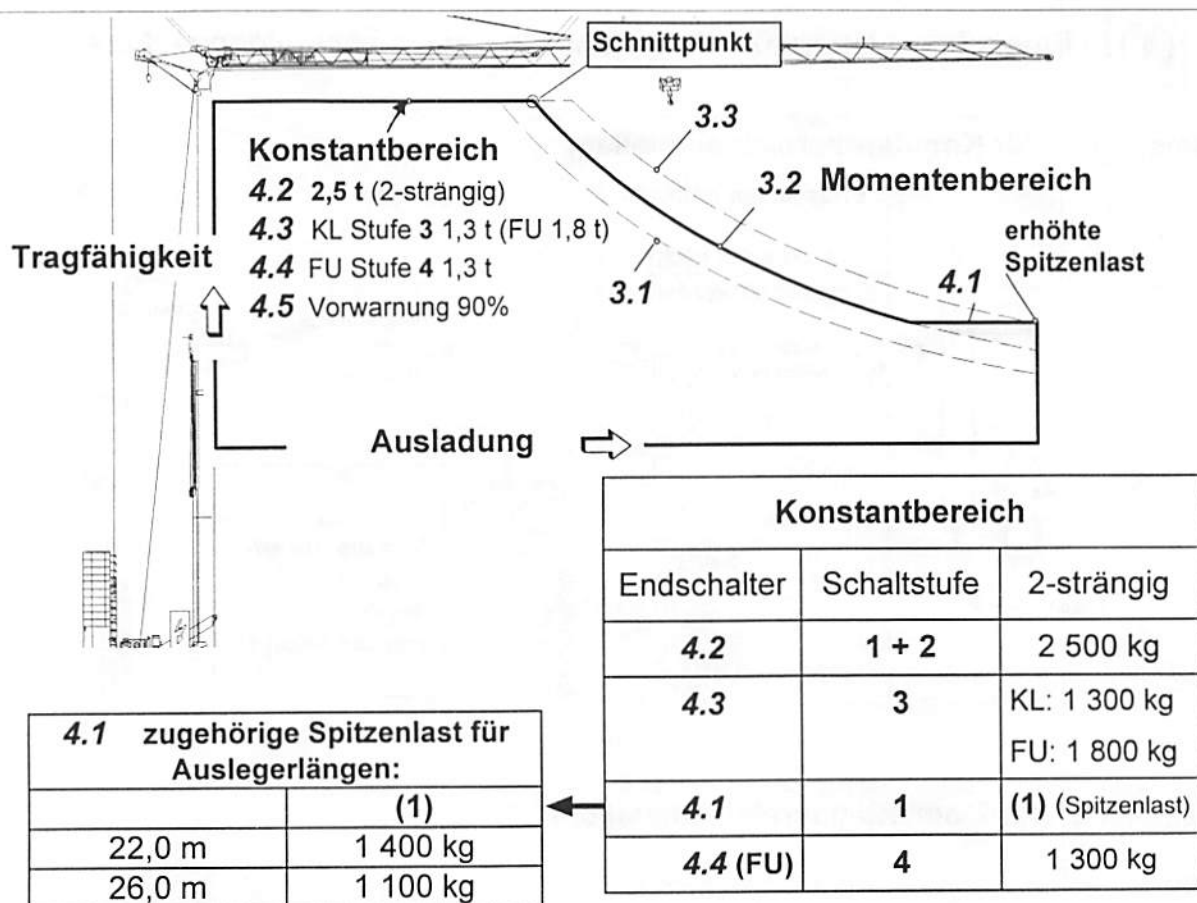 Schnittpunkt
Konstantbereich
4.2 2,5 t (2-strängig)
4.3 KL Stufe 3 1,3 t (FU 1,8 t)
4.4 FU Stufe 4 1,3 t
4.5 Vorwarnung 90%
Tragfähigkeit
3.3
3.2 Momentenbereich
3.1
erhöhte
Spitzenlast
4.1
Ausladung
Konstantbereich
Endschalter Schaltstufe 2-strängig
4.2 1 + 2 2 500 kg
4.3 3 KL: 1 300 kg
FU: 1 800 kg
4.1 1 (1) (Spitzenlast)
4.4 (FU) 4 1 300 kg
4.1 zugehörige Spitzenlast für
Auslegerlängen:
(1)
22,0 m 1 400 kg
26,0 m 1 100 kg